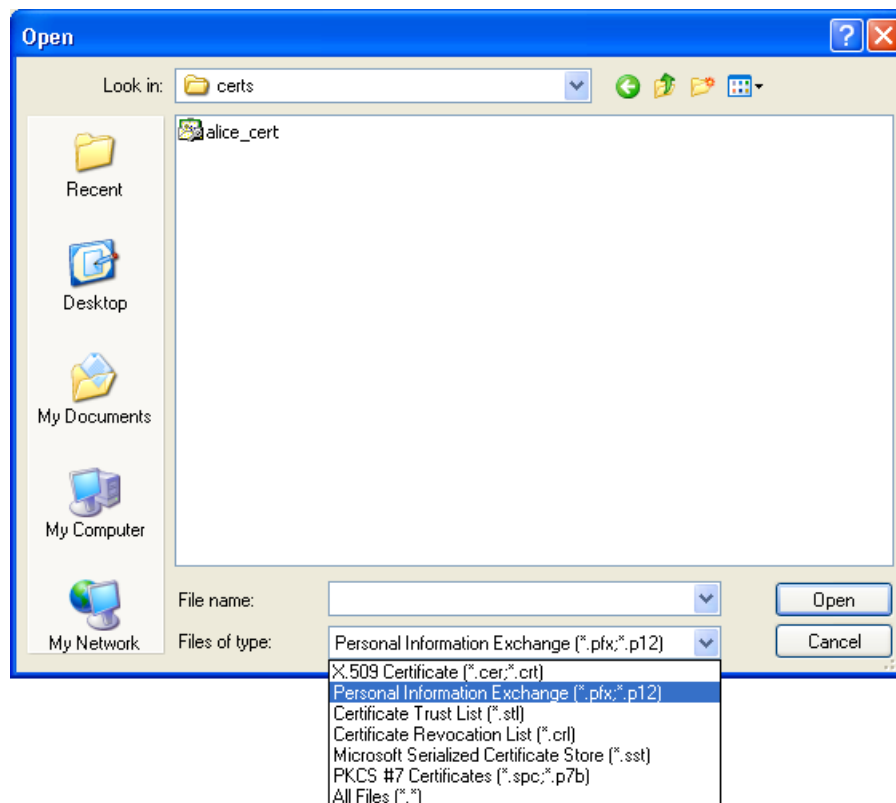 Open
Look in:
certs
alice_cert
Recent
Desktop
My Documents
My Computer
My Network
File name:
Open
Files of type:
Personal Information Exchange (*.pfx;*.p12)
Cancel
X.509 Certificate (*.cer;*.crt)
Personal Information Exchange (*.pfx;*.p12)
Certificate Trust List (*.stl)
Certificate Revocation List (*.crl)
Microsoft Serialized Certificate Store (*.sst)
PKCS #7 Certificates (*.spc;*.p7b)
All Files (*.*)